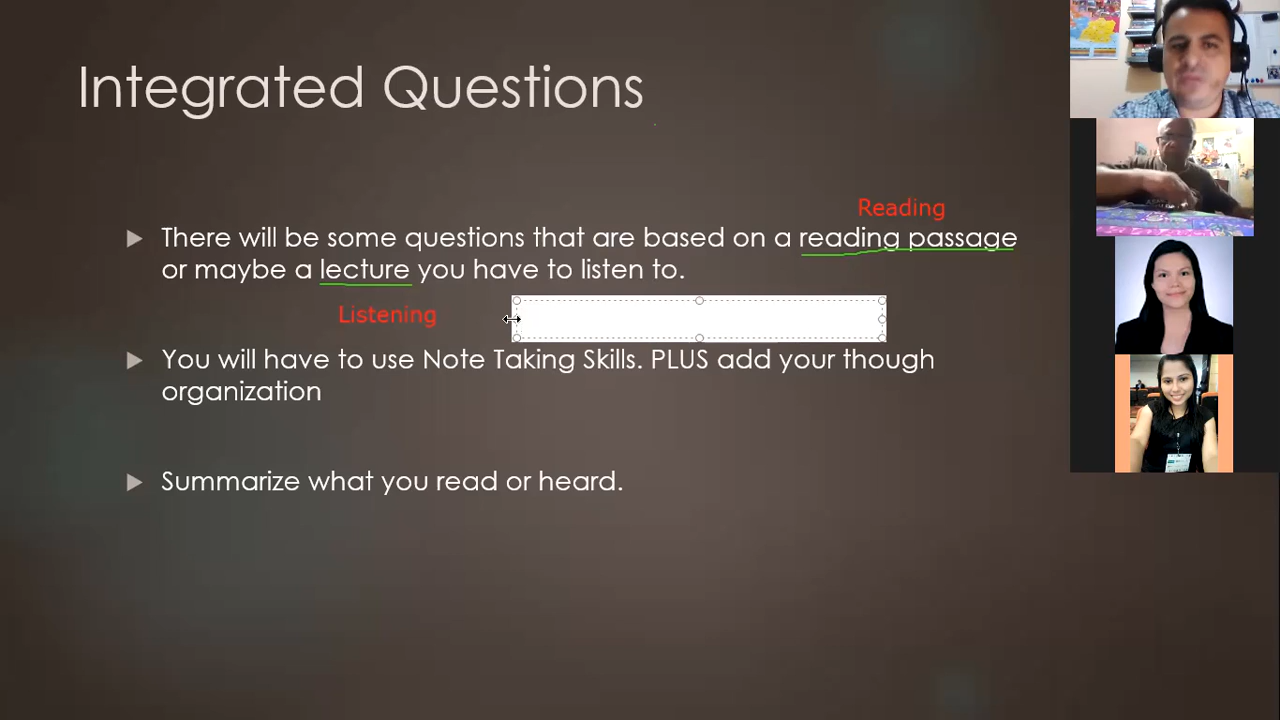 Integrated Questions
Reading
There will be some questions that are based on a reading passage
or maybe a lecture you have to listen to.
Listening
You will have to use Note Taking Skills. PLUS add your though
organization
Summarize what you read or heard.